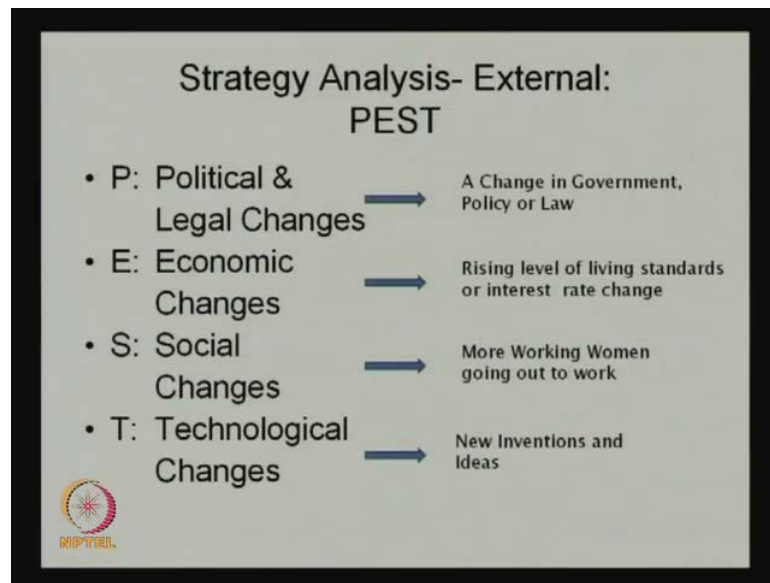 Strategy Analysis- External:
PEST
• P: Political &
Legal Changes
A Change in Government,
Policy or Law
• E: Economic
Changes
Rising level of living standards
or interest rate change
• S: Social
Changes
More Working Women
going out to work
• T: Technological
Changes
New Inventions and
Ideas
NPTEL